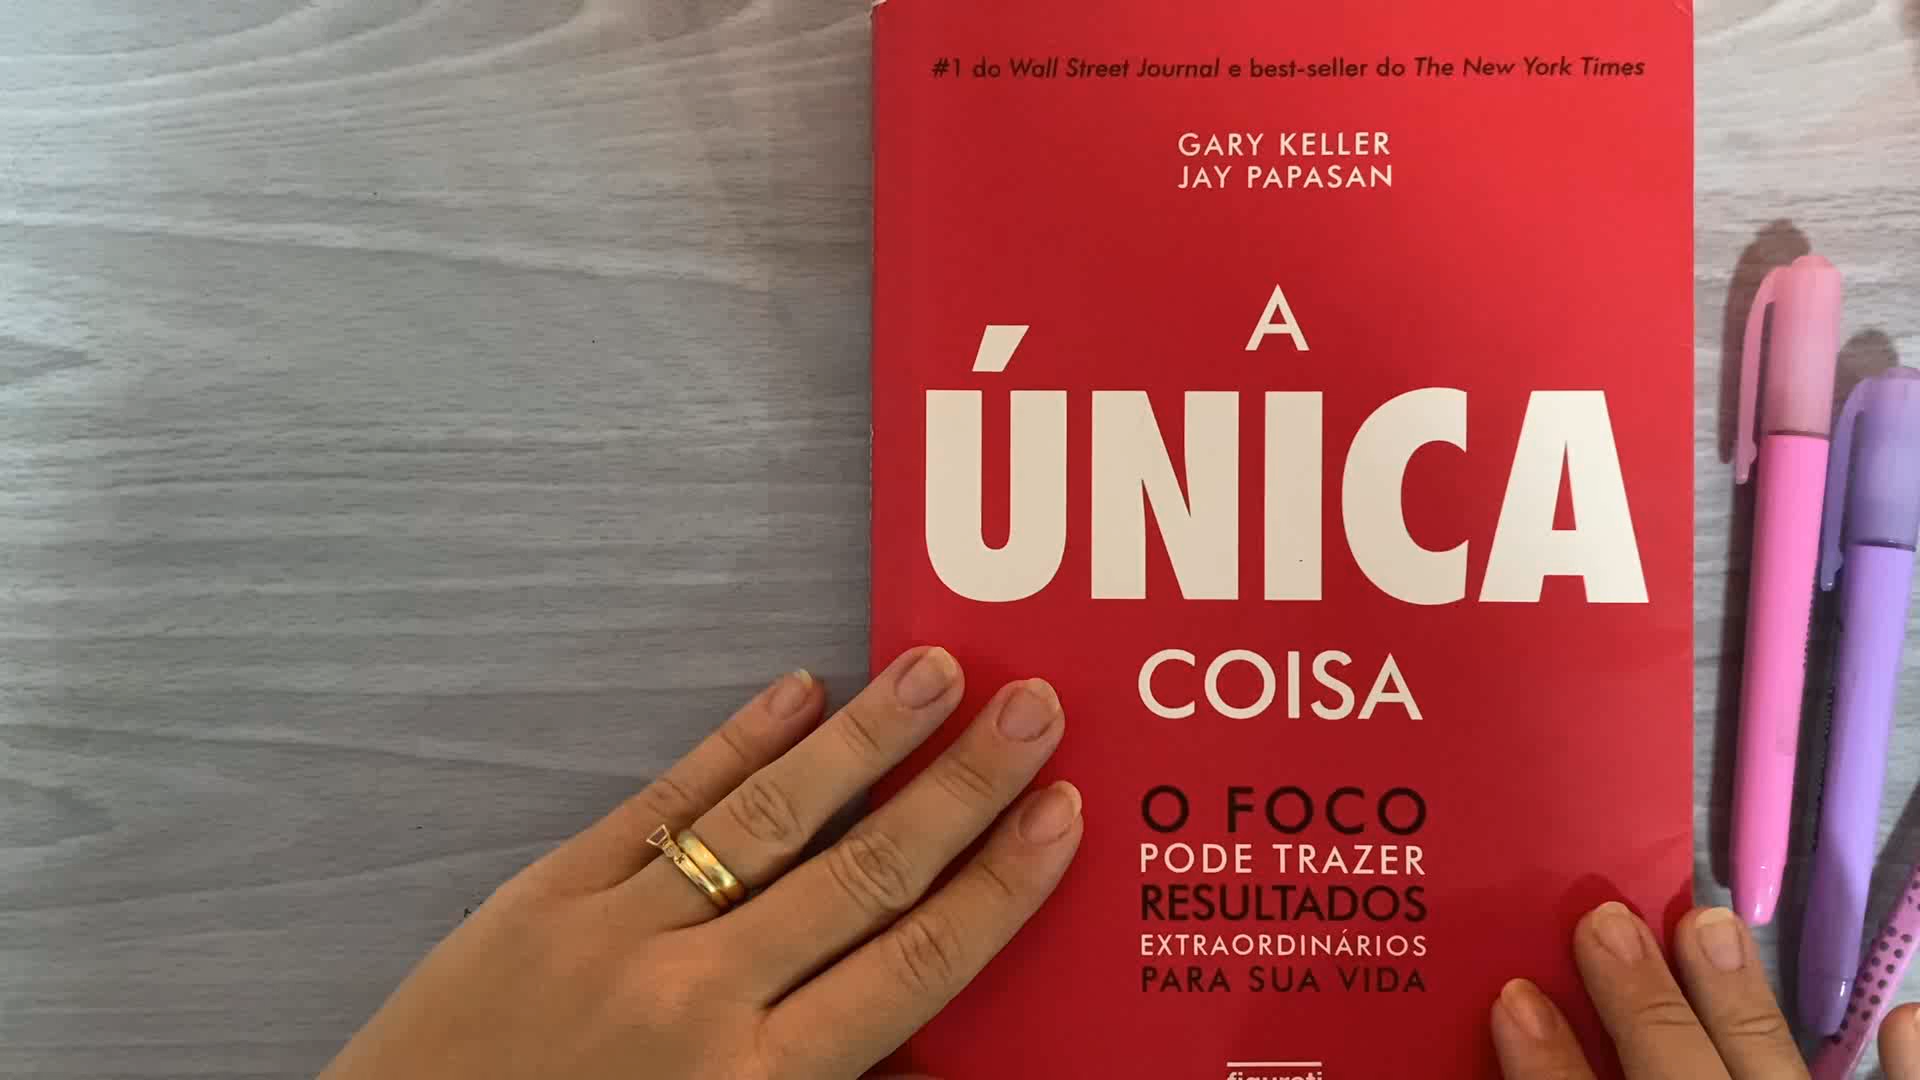 #1 do Wall Street Journal e best-seller do The New York Times
GARY KELLER
JAY PAPASAN
A
ÚNICA
COISA
O FOCO
PODE TRAZER
RESULTADOS
EXTRAORDINÁRIOS
PARA SUA VIDA